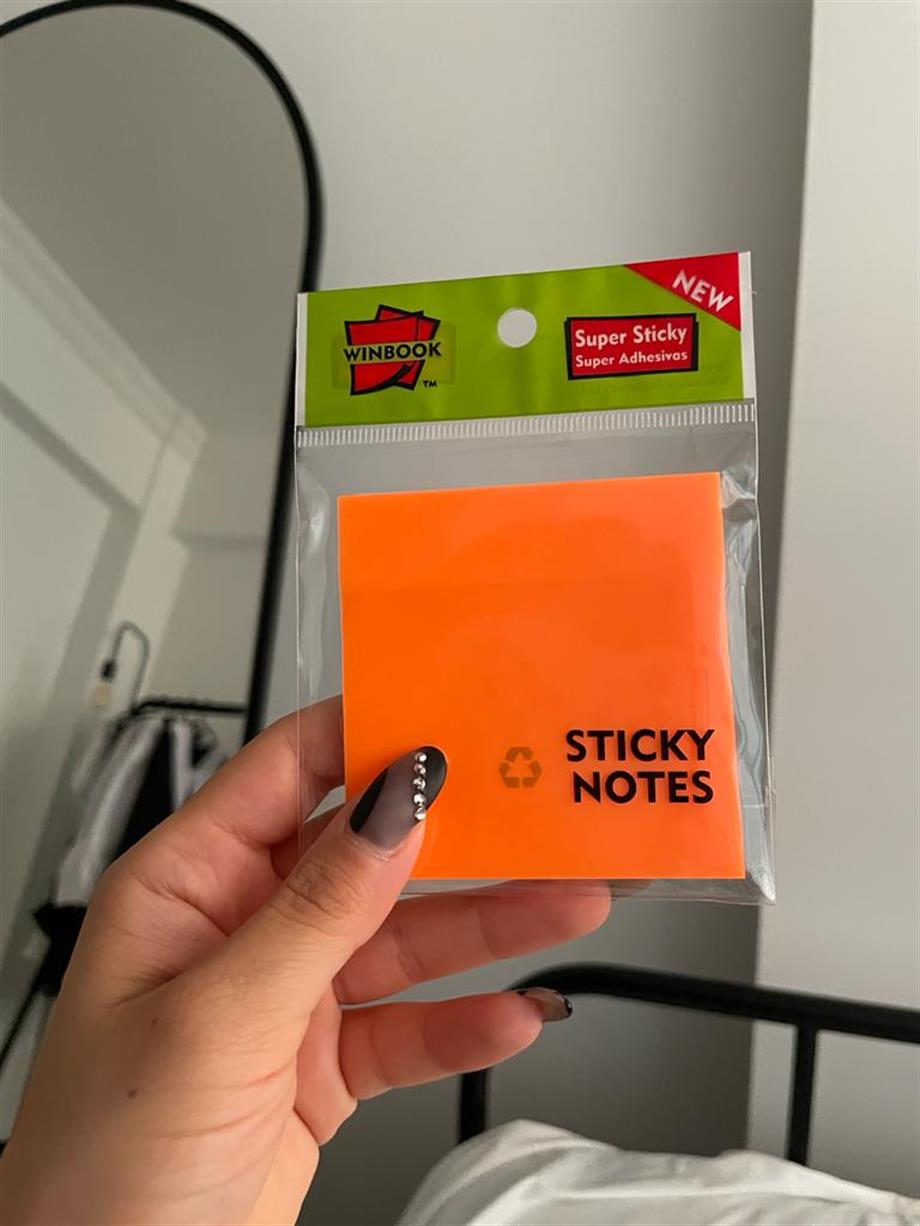 WINBOOK
TM
Super Sticky
Super Adhesivas
NEW
STICKY
NOTES